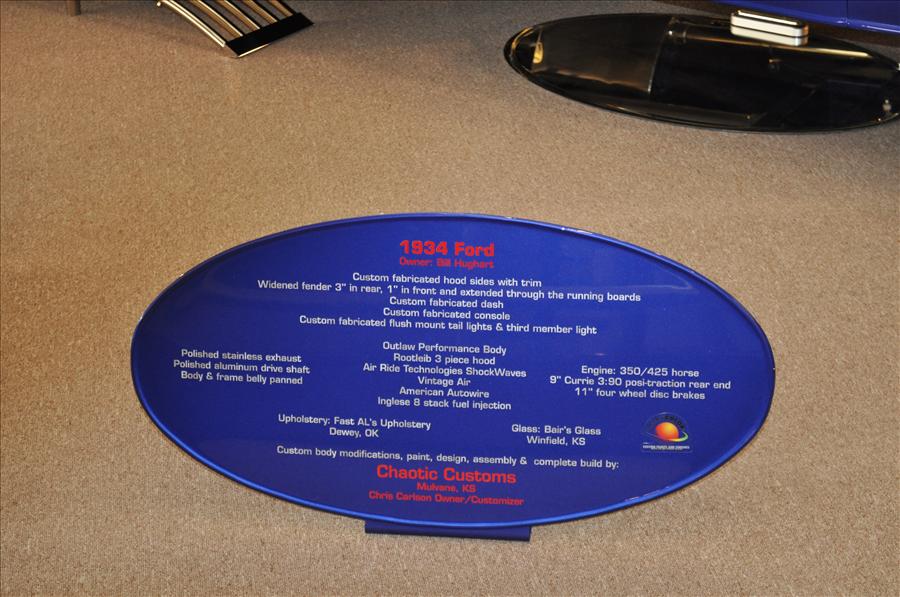 1934 Ford
Owner: Bill Hughart
Custom fabricated hood sides with trim
Widened fender 3" in rear, 1" in front and extended through the running boards
Custom fabricated dash
Custom fabricated console
Custom fabricated flush mount tail lights & third member light
Polished stainless exhaust
Polished aluminum drive shaft
Body & frame belly panned
Outlaw Performance Body
Rootleib 3 piece hood
Air Ride Technologies ShockWaves
Vintage Air
American Autowire
Inglese 8 stack fuel injection
Engine: 350/425 horse
9" Currie 3:90 posi-traction rear end
11" four wheel disc brakes
Upholstery: Fast AL's Upholstery
Dewey, OK
Glass: Bair's Glass
Winfield, KS
Custom body modifications, paint, design, assembly & complete build by:
Chaotic Customs
Mulvane, KS
Chris Carlson Owner/Customizer